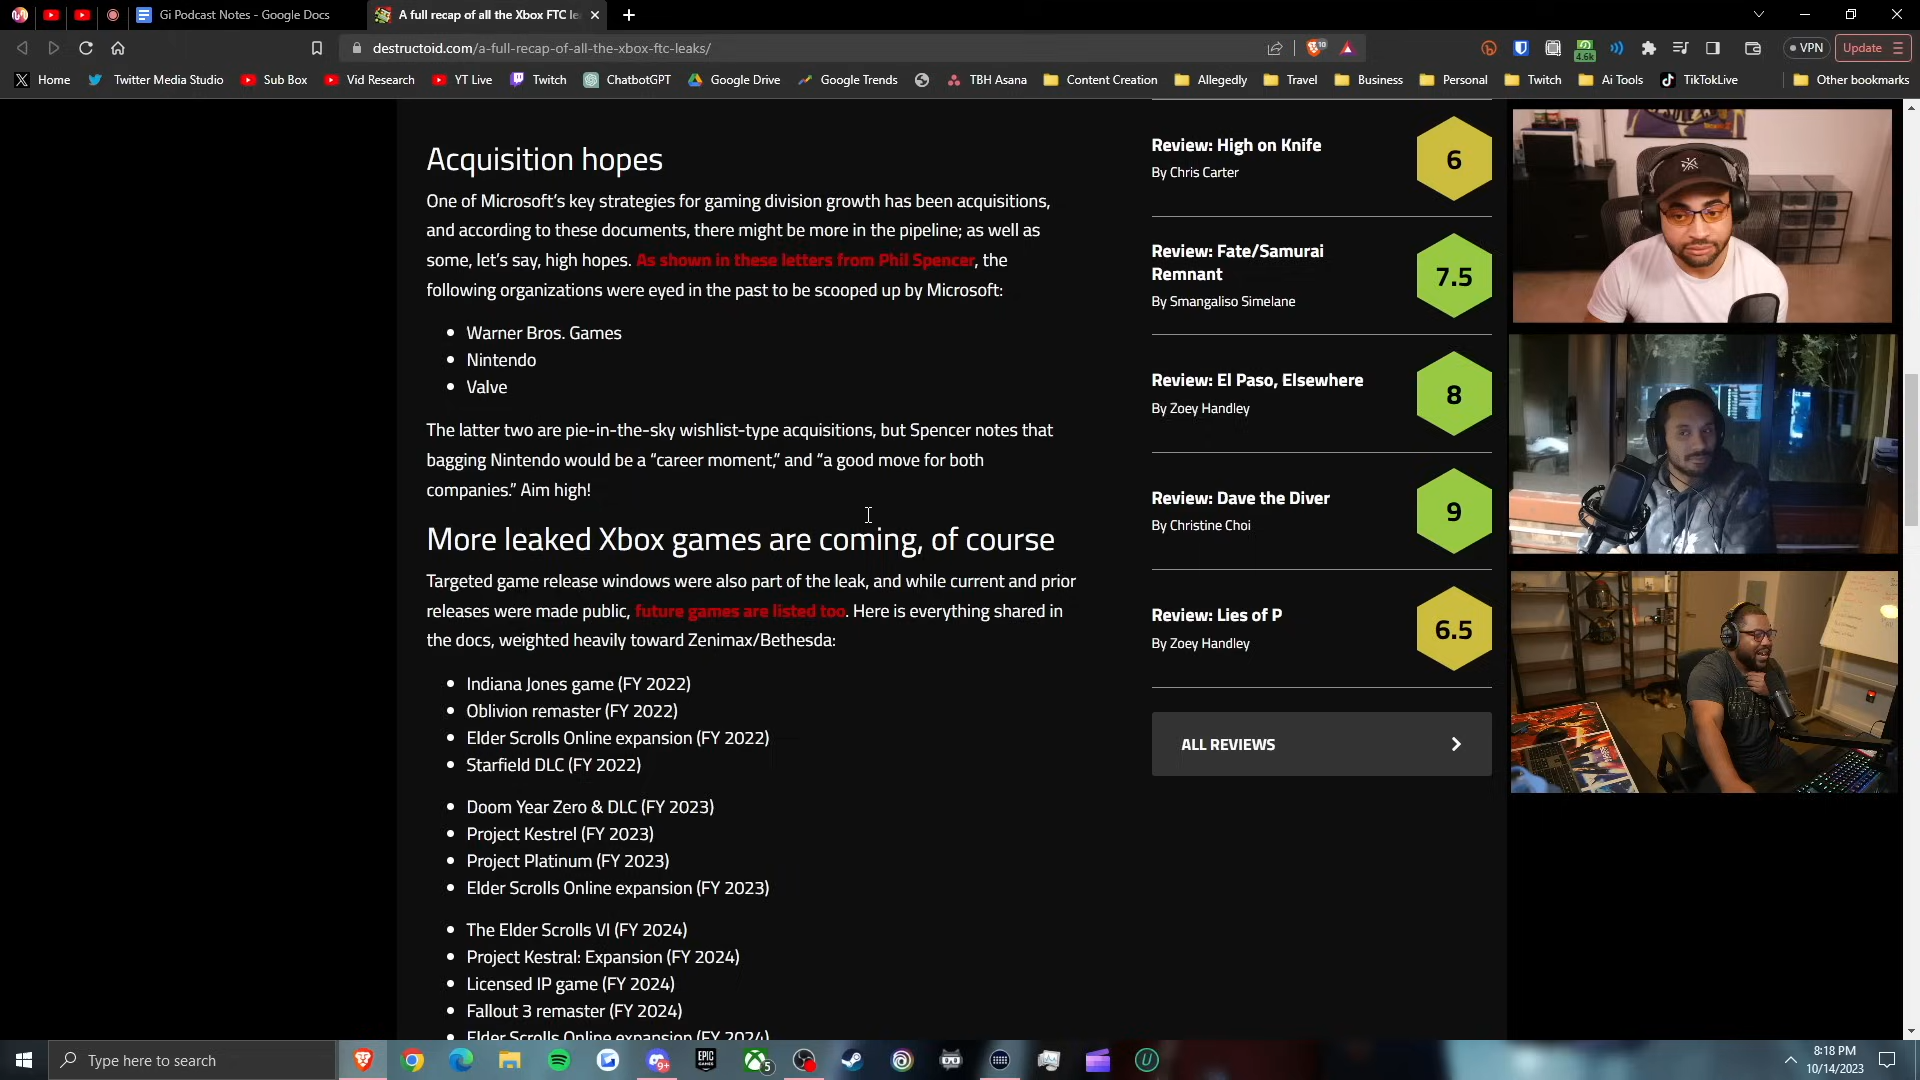 Gi Podcast Notes - Google Docs
A full recap of all the Xbox FTC le
destructoid.com/a-full-recap-of-all-the-xbox-ftc-leaks/
10
4.6k
VPN
Update
Home
Twitter Media Studio
Sub Box
Vid Research
YT Live
Twitch
ChatbotGPT
Google Drive
Google Trends
TBH Asana
Content Creation
Allegedly
Travel
Business
Personal
Twitch
Ai Tools
TikTokLive
Other bookmarks
Acquisition hopes
One of Microsoft’s key strategies for gaming division growth has been acquisitions,
and according to these documents, there might be more in the pipeline; as well as
some, let’s say, high hopes. As shown in these letters from Phil Spencer, the
following organizations were eyed in the past to be scooped up by Microsoft:
Warner Bros. Games
Nintendo
Valve
The latter two are pie-in-the-sky wishlist-type acquisitions, but Spencer notes that
bagging Nintendo would be a “career moment,” and “a good move for both
companies.” Aim high!
More leaked Xbox games are coming, of course
Targeted game release windows were also part of the leak, and while current and prior
releases were made public, future games are listed too. Here is everything shared in
the docs, weighted heavily toward Zenimax/Bethesda:
Indiana Jones game (FY 2022)
Oblivion remaster (FY 2022)
Elder Scrolls Online expansion (FY 2022)
Starfield DLC (FY 2022)
Doom Year Zero & DLC (FY 2023)
Project Kestrel (FY 2023)
Project Platinum (FY 2023)
Elder Scrolls Online expansion (FY 2023)
The Elder Scrolls VI (FY 2024)
Project Kestral: Expansion (FY 2024)
Licensed IP game (FY 2024)
Fallout 3 remaster (FY 2024)
Elder Scrolls Online expansion (FY 2024)
Review: High on Knife
By Chris Carter
6
Review: Fate/Samurai
Remnant
By Smangaliso Simelane
7.5
Review: El Paso, Elsewhere
By Zoey Handley
8
Review: Dave the Diver
By Christine Choi
9
Review: Lies of P
By Zoey Handley
6.5
ALL REVIEWS
Type here to search
9+
EPIC
GAMES
5
8:18 PM
10/14/2023